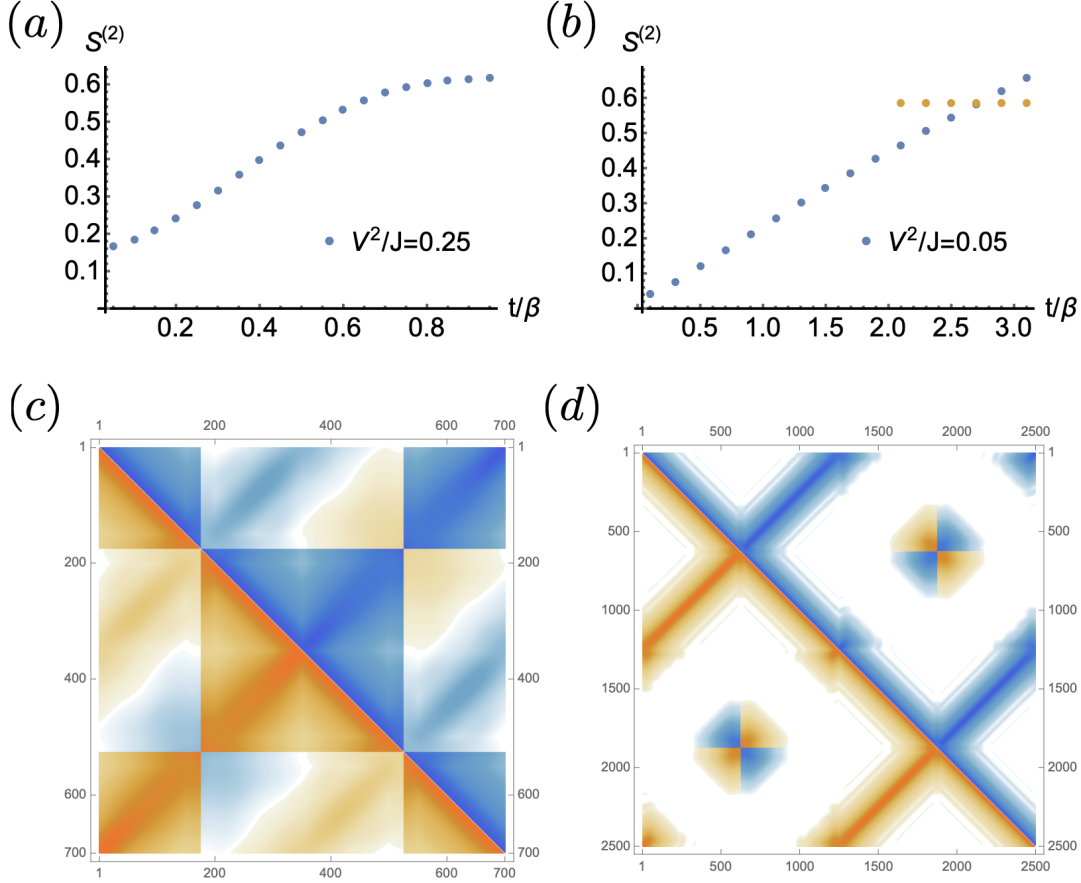 (a)
S(2)
0.6
0.5
0.4
0.3
0.2
0.1
V²/J=0.25
0.2 0.4 0.6 0.8
t/β
(b)
S(2)
0.6
0.5
0.4
0.3
0.2
0.1
V²/J=0.05
0.5 1.0 1.5 2.0 2.5 3.0
t/β
(c)
1 200 400 600 700
1 1
200 200
400 400
600 600
700 700
1 200 400 600 700
(d)
1 500 1000 1500 2000 2500
1 1
500 500
1000 1000
1500 1500
2000 2000
2500 2500
1 500 1000 1500 2000 2500